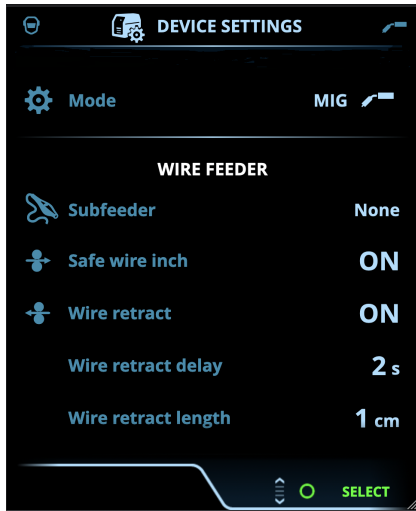 DEVICE SETTINGS
Mode MIG
WIRE FEEDER
Subfeeder None
Safe wire inch ON
Wire retract ON
Wire retract delay 2 s
Wire retract length 1 cm
SELECT